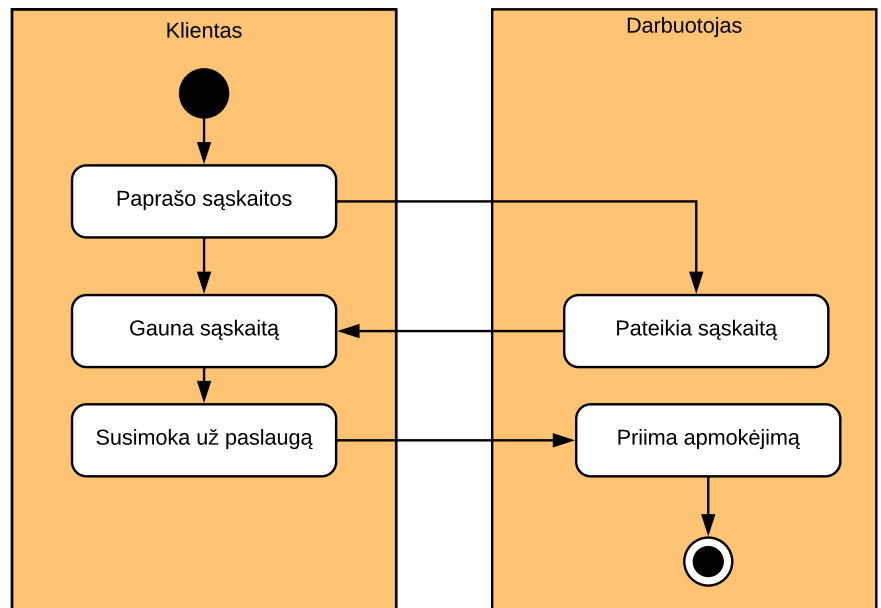 Klientas
Darbuotojas
Paprašo sąskaitos
Gauna sąskaitą
Pateikia sąskaitą
Susimoka už paslaugą
Priima apmokėjimą